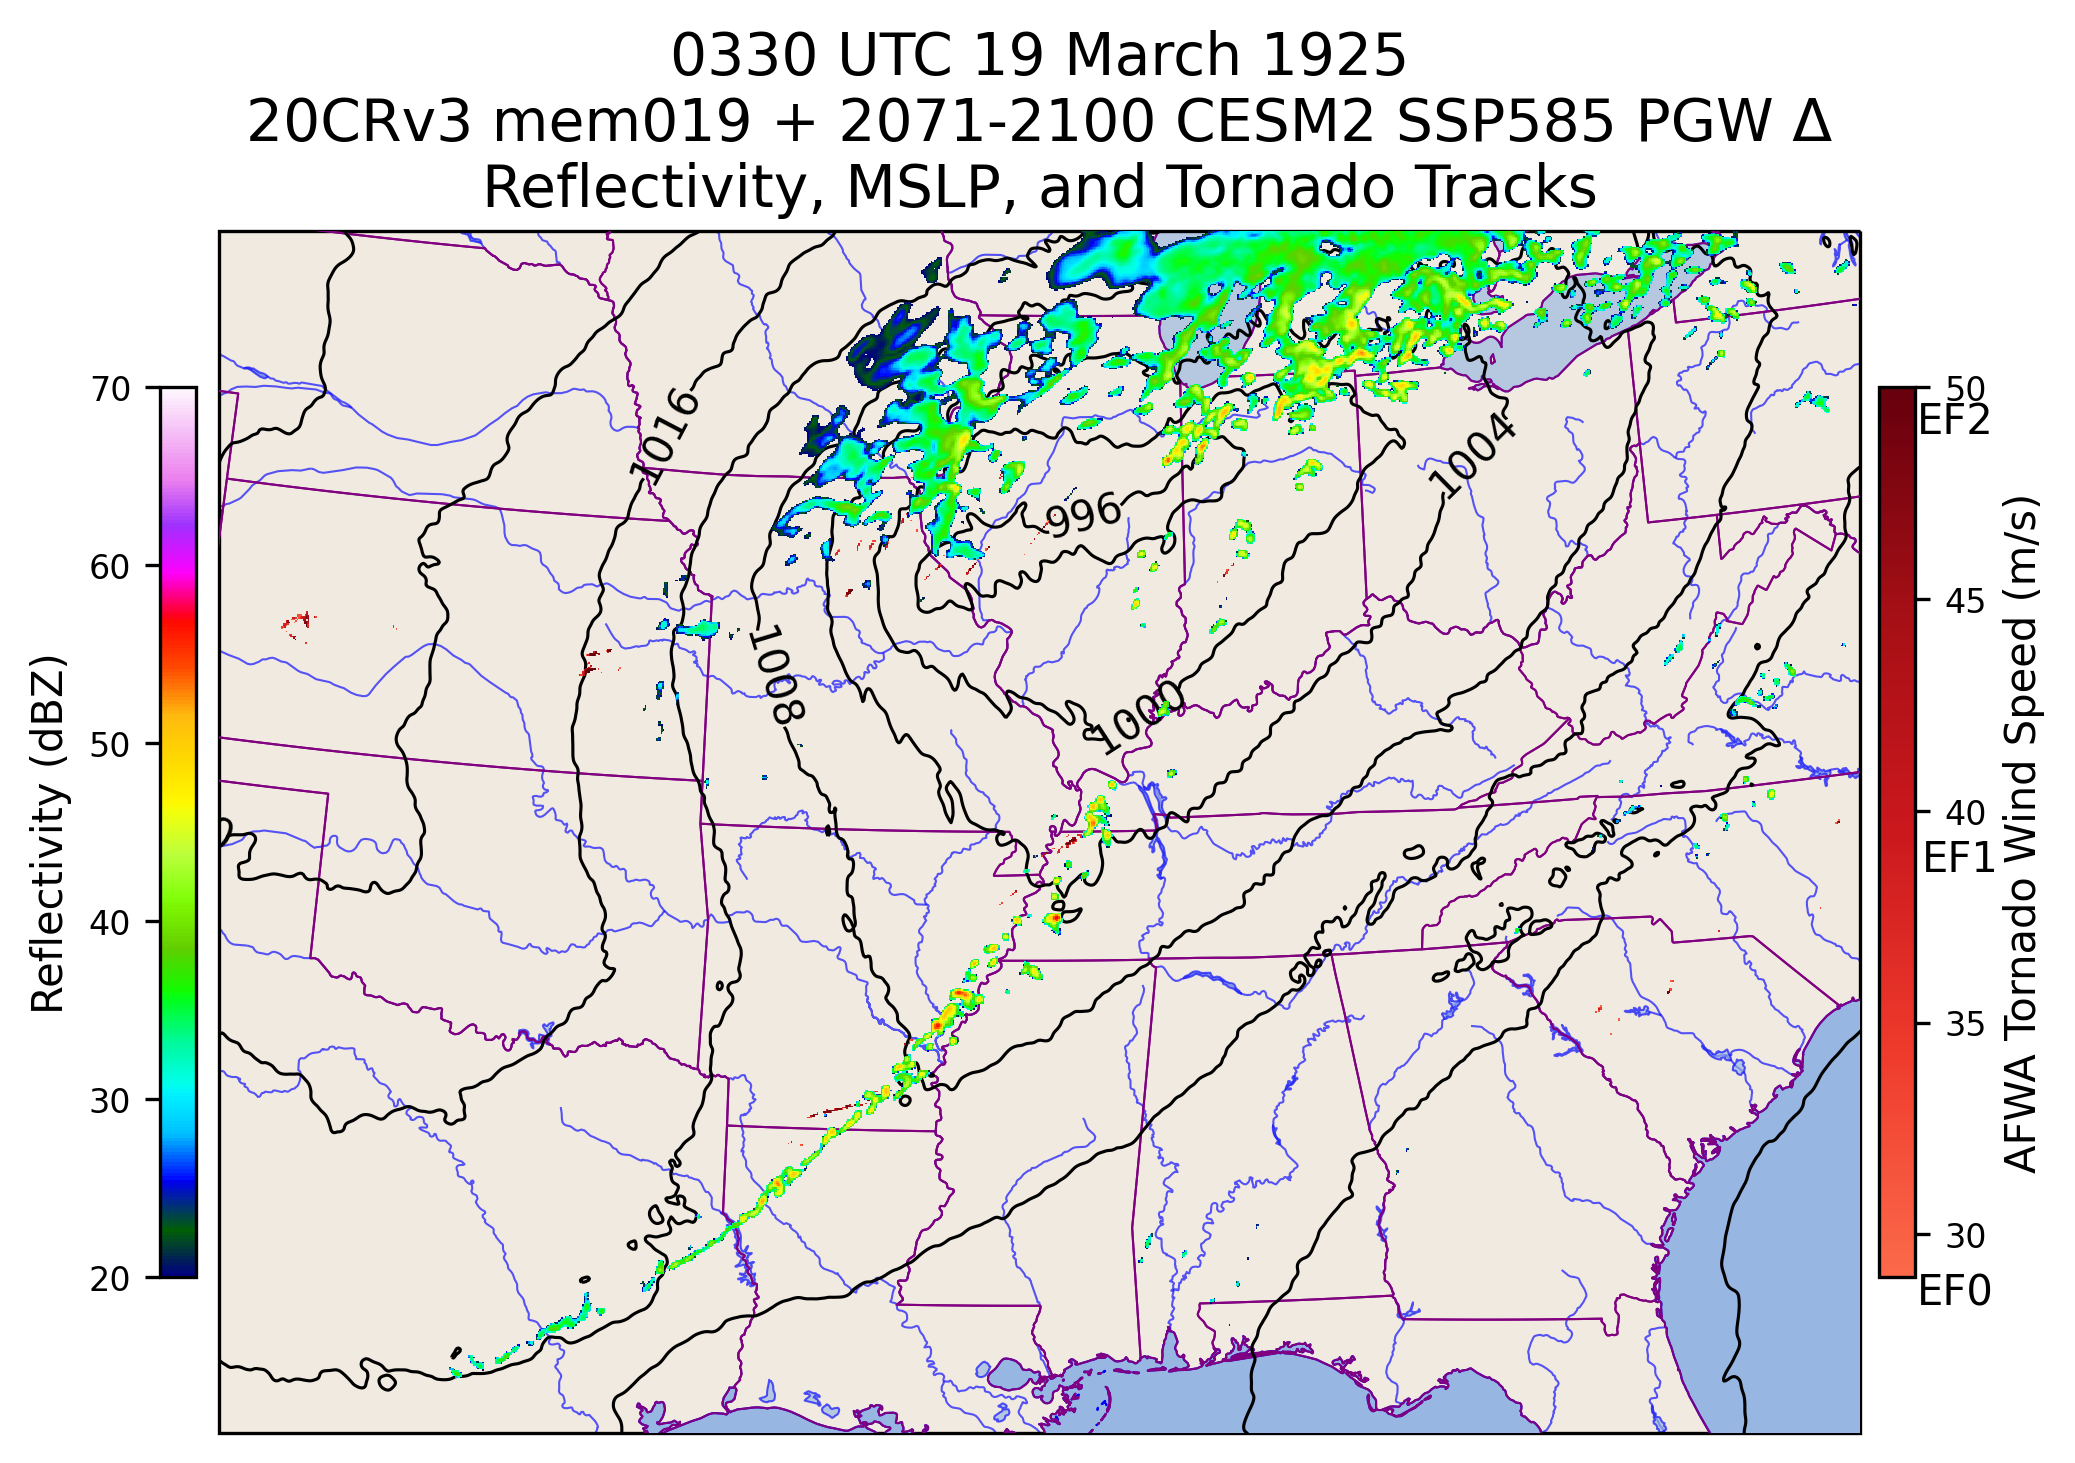 0330 UTC 19 March 1925
20CRv3 mem019 + 2071-2100 CESM2 SSP585 PGW Δ
Reflectivity, MSLP, and Tornado Tracks
70
60
50
40
30
20
Reflectivity (dBZ)
1016
1004
996
1008
1000
50
EF2
45
40
EF1
35
30
EF0
AFWA Tornado Wind Speed (m/s)